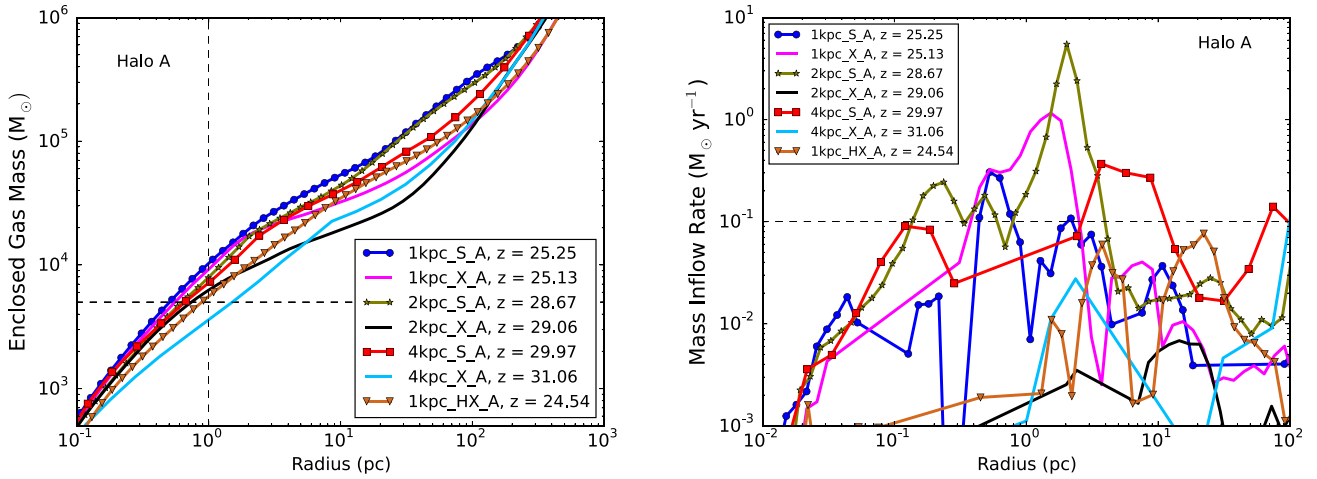 Halo A
Enclosed Gas Mass (M☉)
10^6
10^5
10^4
10^3
1kpc_S_A, z = 25.25
1kpc_X_A, z = 25.13
2kpc_S_A, z = 28.67
2kpc_X_A, z = 29.06
4kpc_S_A, z = 29.97
4kpc_X_A, z = 31.06
1kpc_HX_A, z = 24.54
10^-1 10^0 10^1 10^2 10^3
Radius (pc)
Halo A
Mass Inflow Rate (M☉ yr^-1)
10^1
10^0
10^-1
10^-2
10^-3
1kpc_S_A, z = 25.25
1kpc_X_A, z = 25.13
2kpc_S_A, z = 28.67
2kpc_X_A, z = 29.06
4kpc_S_A, z = 29.97
4kpc_X_A, z = 31.06
1kpc_HX_A, z = 24.54
10^-2 10^-1 10^0 10^1 10^2
Radius (pc)